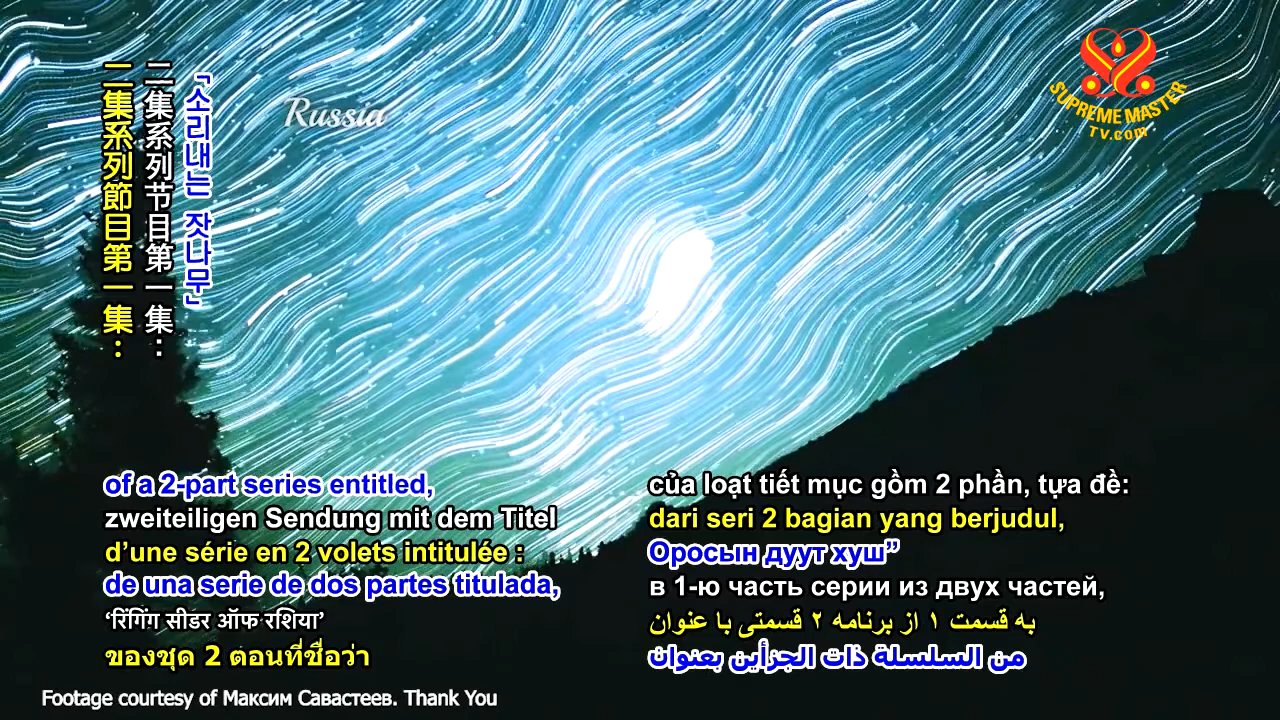 二集系列節目第一集：
二集系列节目第一集：
「소리내는 잣나무」
Russia
SUPREME MASTER
TV.com
of a 2-part series entitled,
zweiteiligen Sendung mit dem Titel
d’une série en 2 volets intitulée :
de una serie de dos partes titulada,
‘रिंगिंग सीडर ऑफ रशिया’
ของชุด 2 ตอนที่ชื่อว่า
của loạt tiết mục gồm 2 phần, tựa đề:
dari seri 2 bagian yang berjudul,
Оросын дуут хуш”
в 1-ю часть серии из двух частей,
به قسمت ۱ از برنامه ۲ قسمتی با عنوان
من السلسلة ذات الجزأين بعنوان
Footage courtesy of Максим Савастеев. Thank You